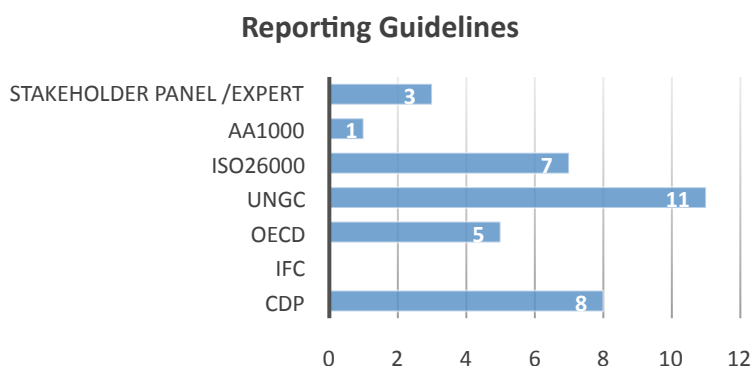 Reporting Guidelines
STAKEHOLDER PANEL /EXPERT
3
AA1000
1
ISO26000
7
UNGC
11
OECD
5
IFC
CDP
8
0 2 4 6 8 10 12